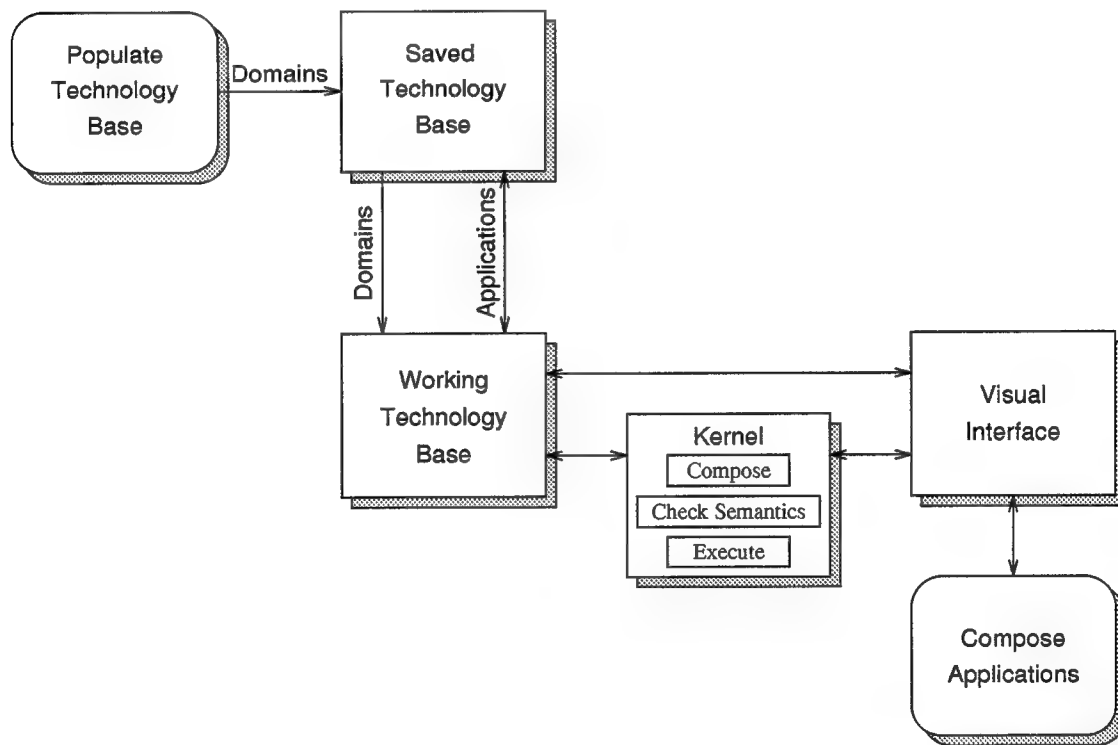 Populate
Technology
Base
Domains
Saved
Technology
Base
Domains
Applications
Working
Technology
Base
Kernel
Compose
Check Semantics
Execute
Visual
Interface
Compose
Applications